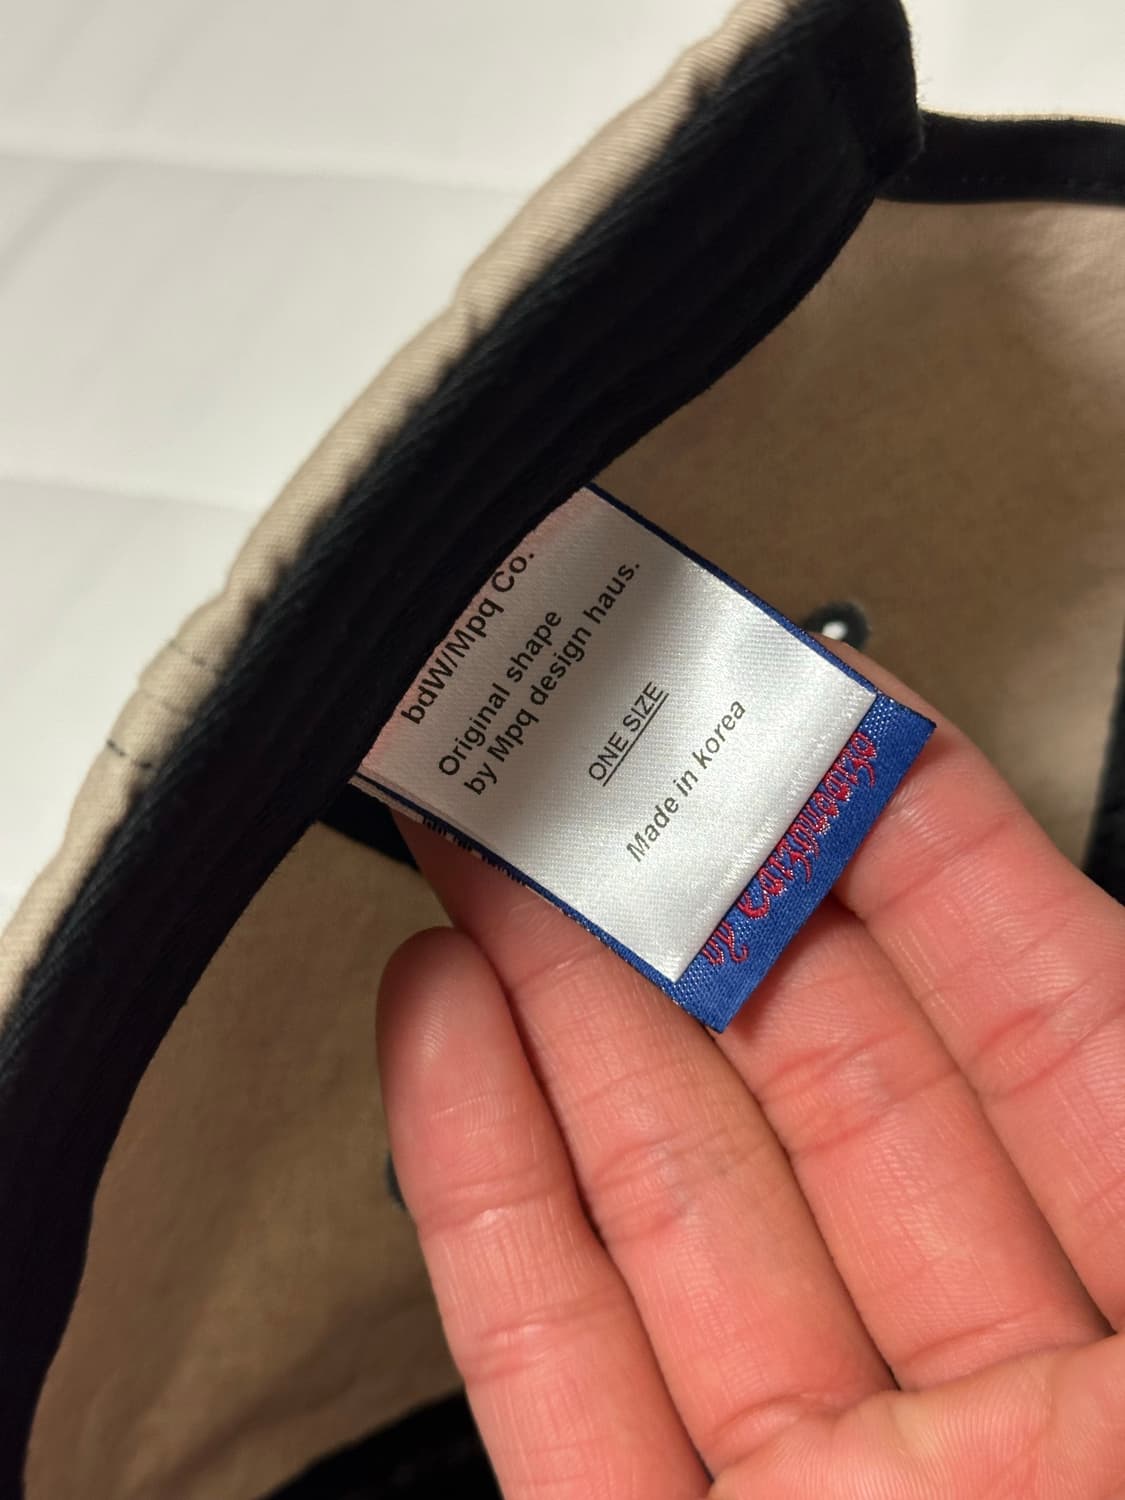 bdW/Mpq Co.
Original shape
by Mpq design haus.
ONE SIZE
Made in korea